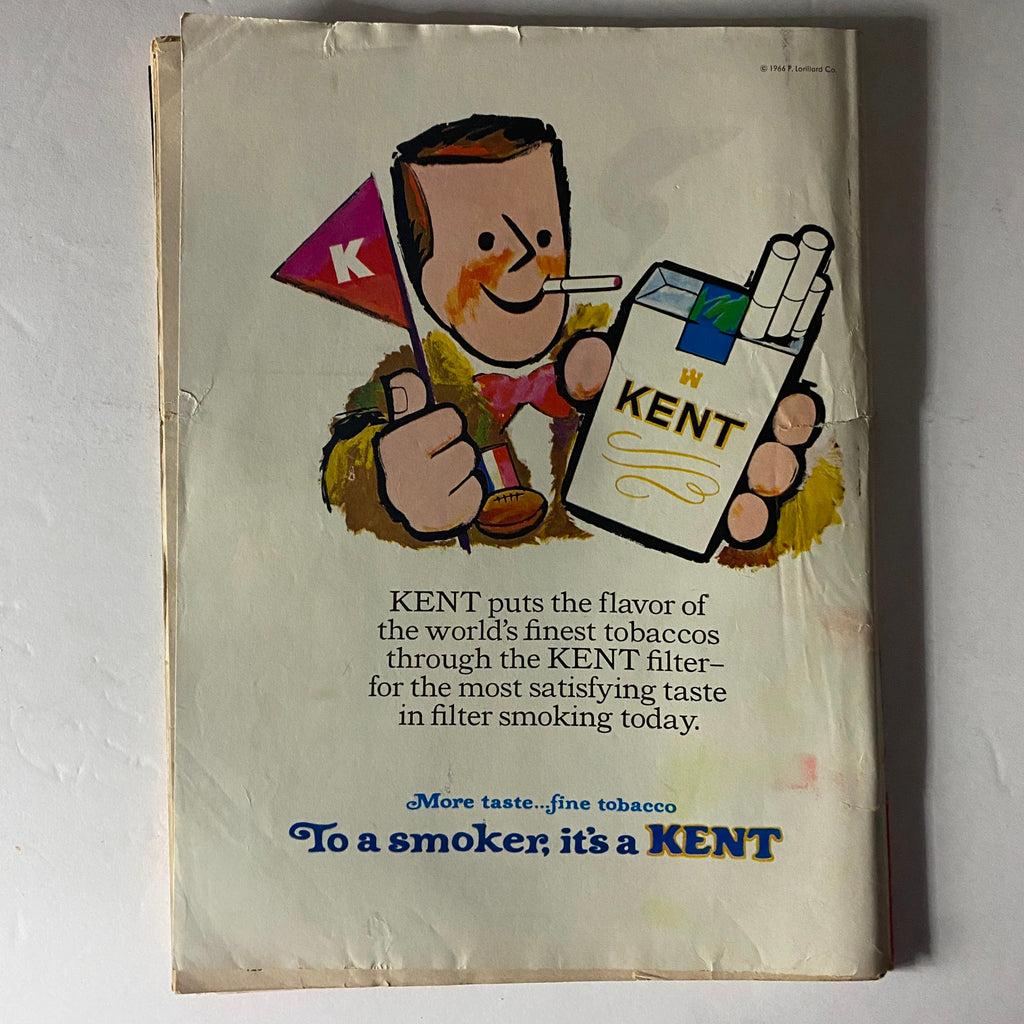 © 1966 P. Lorillard Co.
K
KENT
KENT puts the flavor of
the world's finest tobaccos
through the KENT filter–
for the most satisfying taste
in filter smoking today.
More taste...fine tobacco
To a smoker, it's a KENT